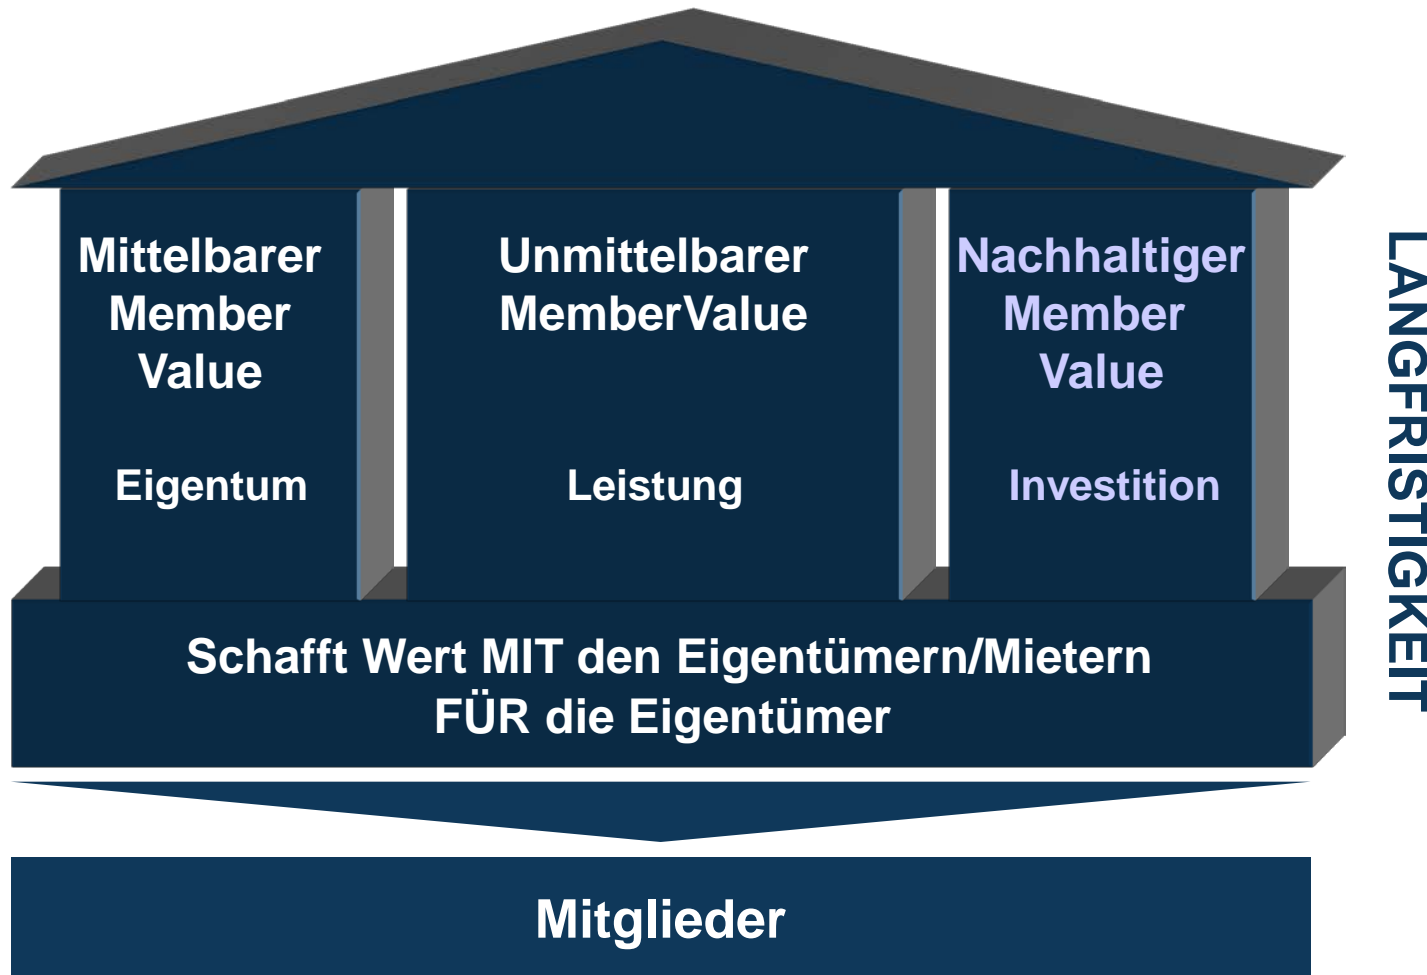 Mittelbarer
Member
Value
Eigentum
Unmittelbarer
MemberValue
Leistung
Nachhaltiger
Member
Value
Investition
Schafft Wert MIT den Eigentümern/Mietern
FÜR die Eigentümer
Mitglieder
LANGFRISTIGKEIT